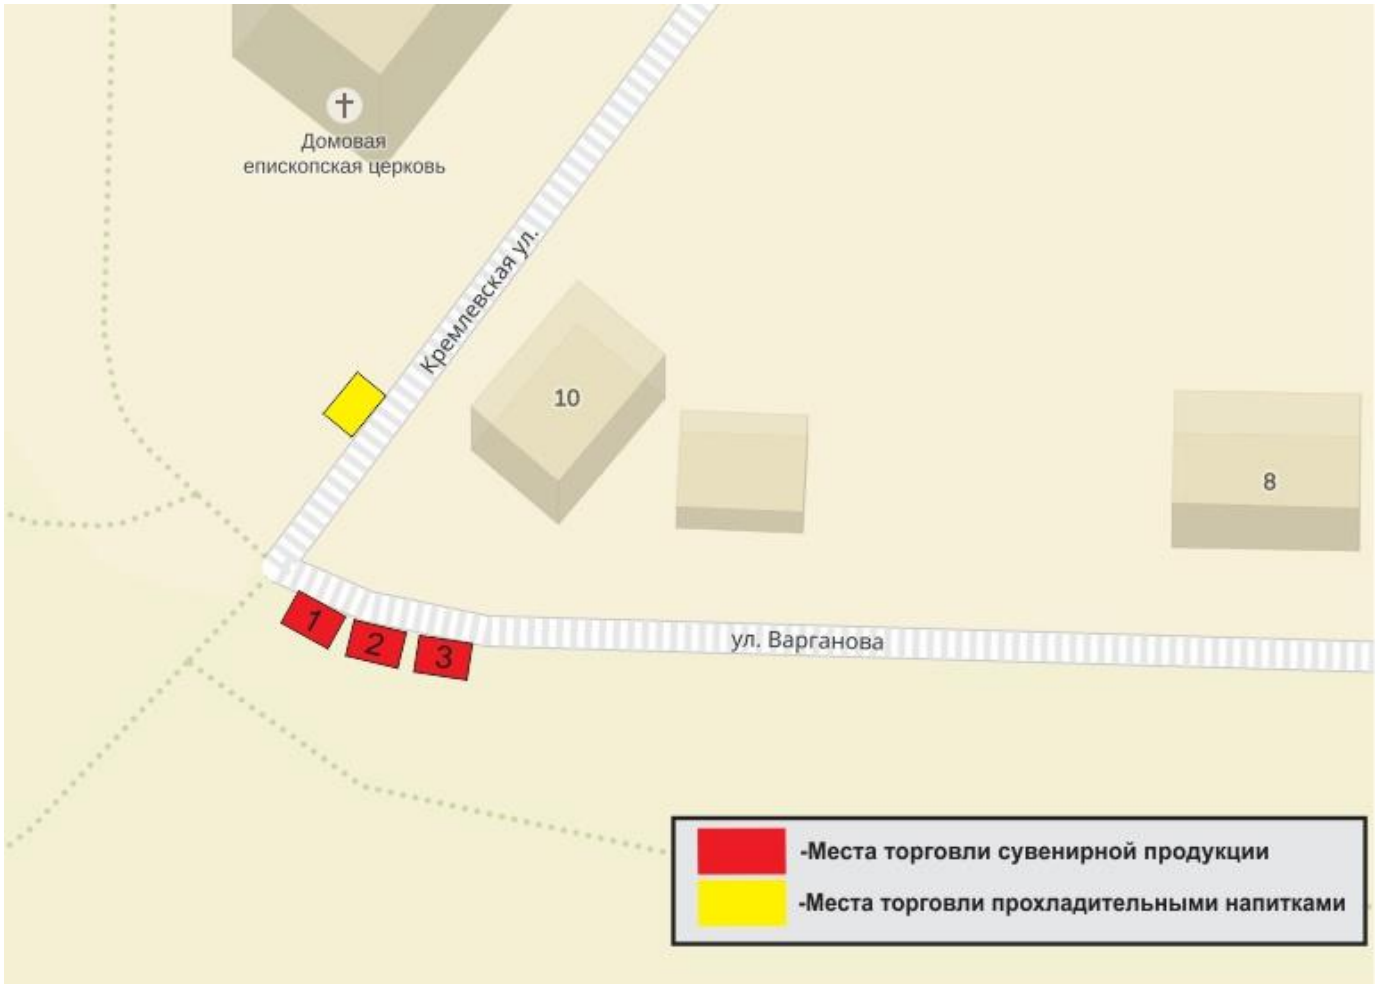 Домовая
епископская церковь
Кремлевская ул.
10
8
1
2
3
ул. Варганова
-Места торговли сувенирной продукции
-Места торговли прохладительными напитками